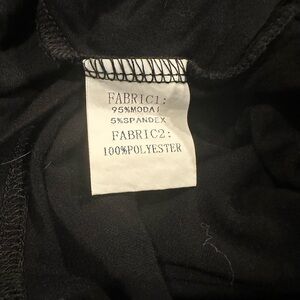 FABRIC1:
95%MODAl
5%SPANDEX
FABRIC2:
100%POLYESTER